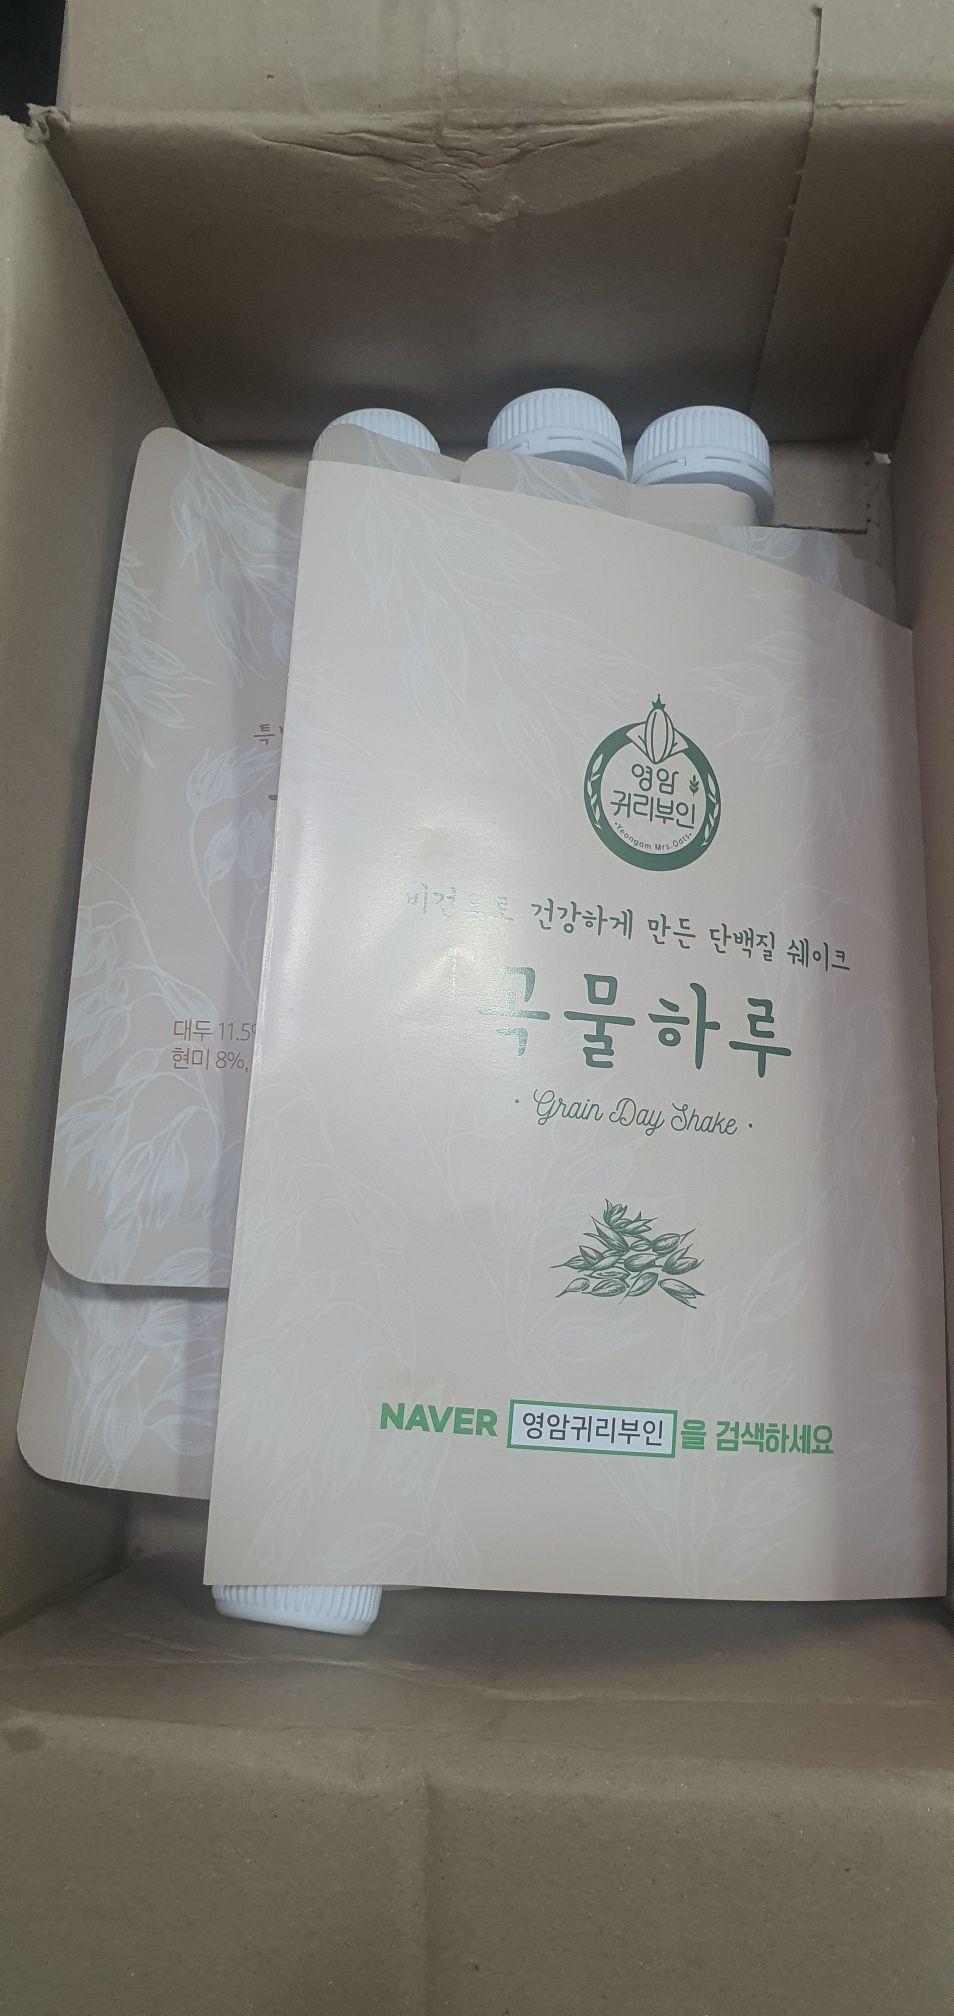 영암
귀리부인
Yeongam Mrs.Oats
비건으로 건강하게 만든 단백질 쉐이크
곡물하루
· Grain Day Shake ·
NAVER 영암귀리부인 을 검색하세요
대두 11.5%
현미 8%,